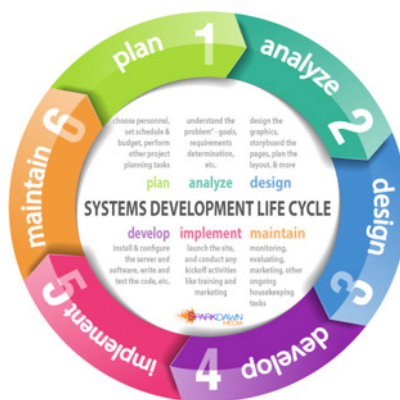 plan 1
analyze 2
design 3
develop 4
implement 5
maintain 6
choose personnel,
set schedule &
budget, perform
other project
planning tasks
plan
understand the
problem" - goals,
requirements
determination,
etc.
analyze
design the
graphics,
storyboard the
pages, plan the
layout, & more
design
SYSTEMS DEVELOPMENT LIFE CYCLE
develop
install & configure
the server and
software, write and
test the code, etc.
implement
launch the site,
and conduct any
kickoff activities
like training and
marketing
maintain
monitoring,
evaluating,
marketing, other
ongoing
housekeeping
tasks
SPARKDAWN
MEDIA